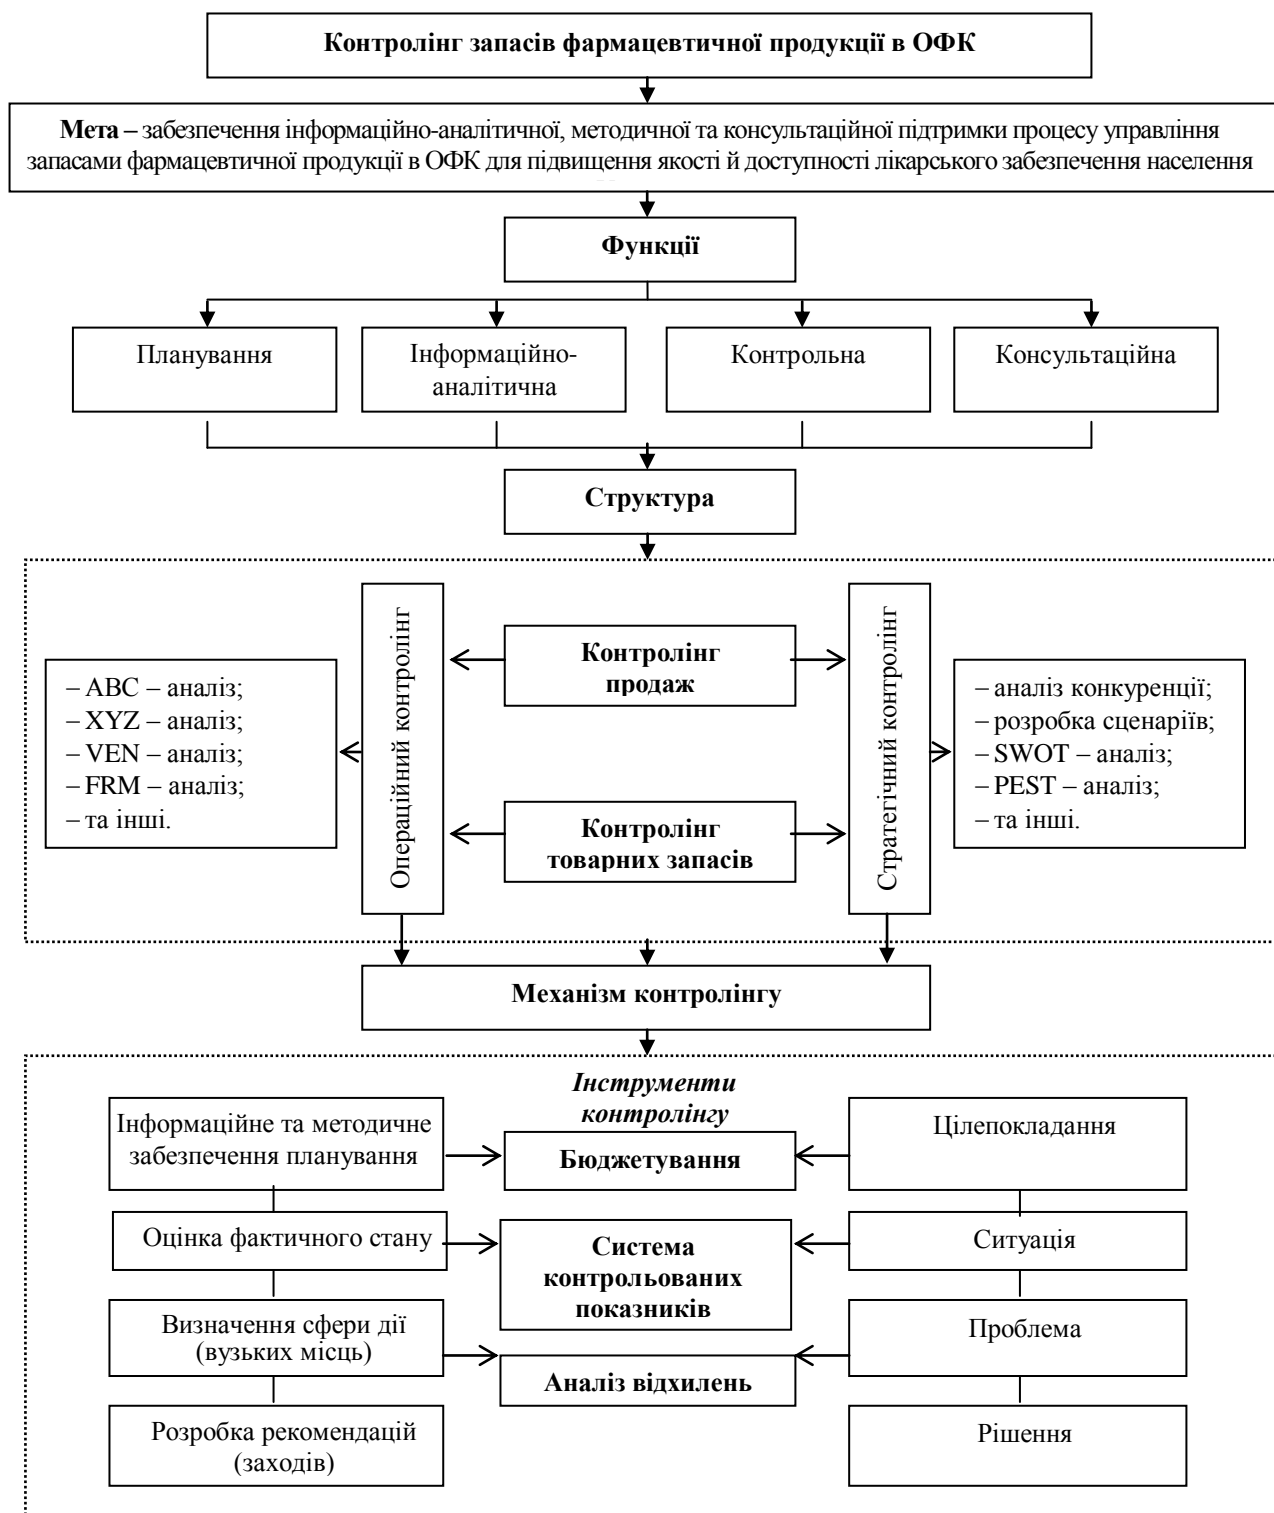 Контролінг запасів фармацевтичної продукції в ОФК
Мета – забезпечення інформаційно-аналітичної, методичної та консультаційної підтримки процесу управління
запасами фармацевтичної продукції в ОФК для підвищення якості й доступності лікарського забезпечення населення
Функції
Планування
Інформаційно-
аналітична
Контрольна
Консультаційна
Структура
– ABC – аналіз;
– XYZ – аналіз;
– VEN – аналіз;
– FRM – аналіз;
– та інші.
Операційний контролінг
Контролінг
продаж
Контролінг
товарних запасів
Стратегічний контролінг
– аналіз конкуренції;
– розробка сценаріїв;
– SWOT – аналіз;
– PEST – аналіз;
– та інші.
Механізм контролінгу
Інструменти
контролінгу
Інформаційне та методичне
забезпечення планування
Бюджетування
Цілепокладання
Оцінка фактичного стану
Система
контрольованих
показників
Ситуація
Визначення сфери дії
(вузьких місць)
Аналіз відхилень
Проблема
Розробка рекомендацій
(заходів)
Рішення